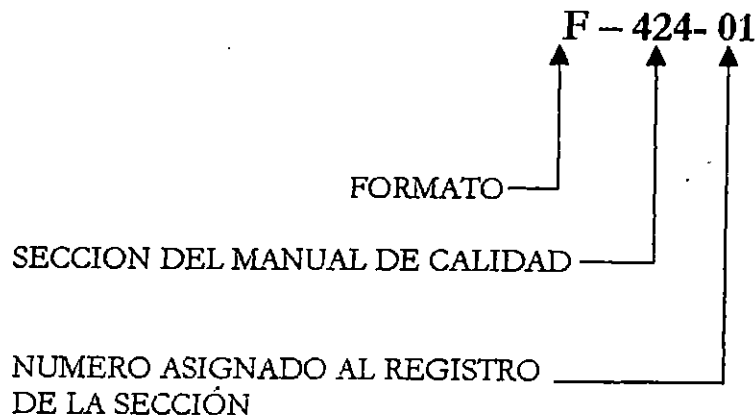 F – 424- 01
FORMATO
SECCION DEL MANUAL DE CALIDAD
NUMERO ASIGNADO AL REGISTRO
DE LA SECCIÓN